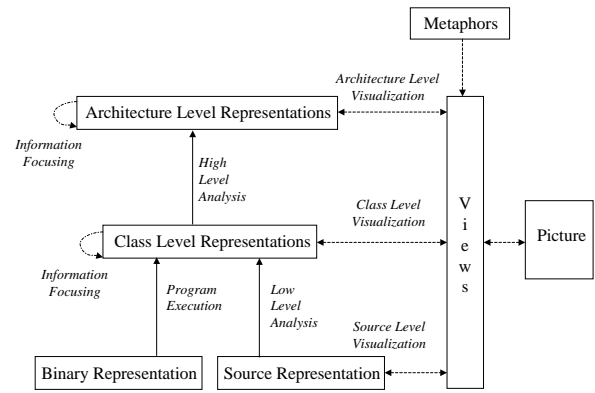 Metaphors
Architecture Level
Visualization
Architecture Level Representations
Information
Focusing
High
Level
Analysis
Class Level
Visualization
Views
Picture
Class Level Representations
Information
Focusing
Program
Execution
Low
Level
Analysis
Source Level
Visualization
Binary Representation
Source Representation